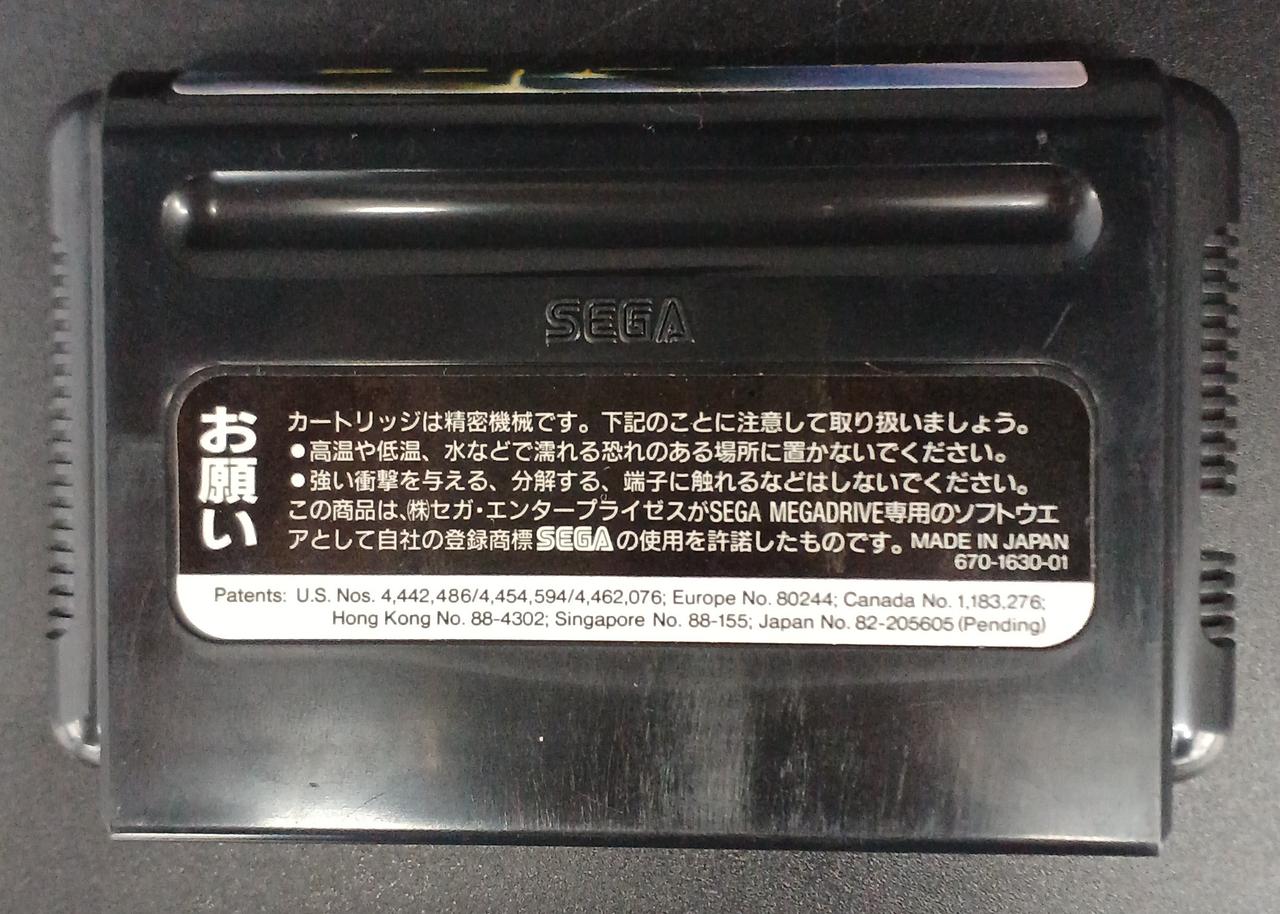 SEGA
お願い
カートリッジは精密機械です。下記のことに注意して取り扱いましょう。
●高温や低温、水などで濡れる恐れのある場所に置かないでください。
●強い衝撃を与える、分解する、端子に触れるなどはしないでください。
この商品は、㈱セガ・エンタープライゼスがSEGA MEGADRIVE専用のソフトウエ
アとして自社の登録商標SEGAの使用を許諾したものです。MADE IN JAPAN
670-1630-01
Patents: U.S. Nos. 4,442,486/4,454,594/4,462,076; Europe No. 80244; Canada No. 1,183,276;
Hong Kong No. 88-4302; Singapore No. 88-155; Japan No. 82-205605 (Pending)